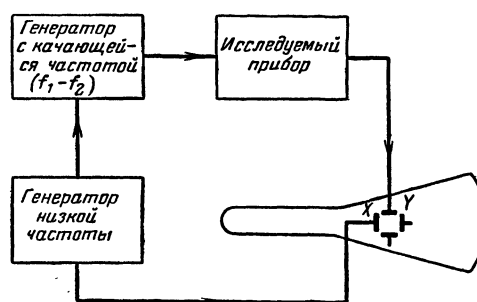 Генератор
с качающей-
ся частотой
(f₁-f₂)
Исследуемый
прибор
Генератор
низкой
частоты
X
Y